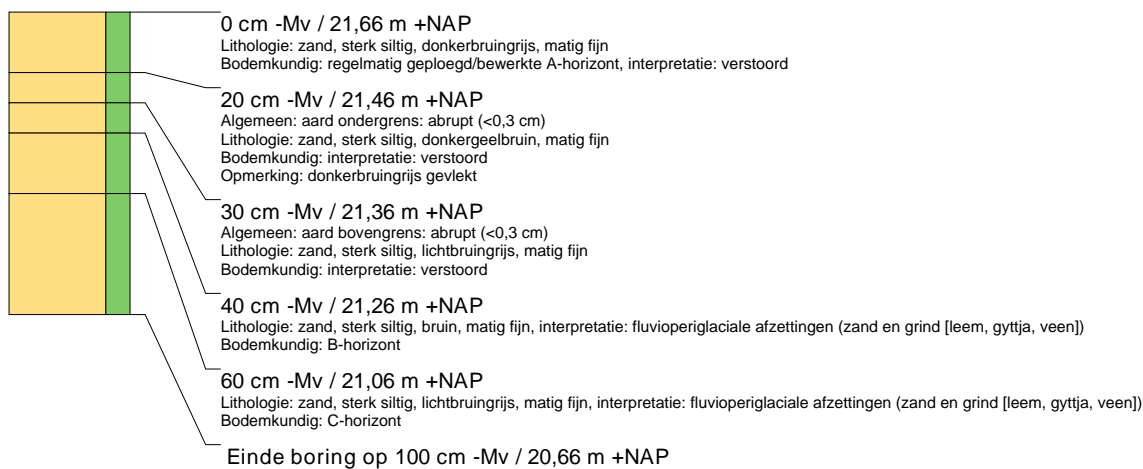 0 cm -Mv / 21,66 m +NAP
Lithologie: zand, sterk siltig, donkerbruingrijs, matig fijn
Bodemkundig: regelmatig geploegd/bewerkte A-horizont, interpretatie: verstoord
20 cm -Mv / 21,46 m +NAP
Algemeen: aard ondergrens: abrupt (<0,3 cm)
Lithologie: zand, sterk siltig, donkergeelbruin, matig fijn
Bodemkundig: interpretatie: verstoord
Opmerking: donkerbruingrijs gevlekt
30 cm -Mv / 21,36 m +NAP
Algemeen: aard bovengrens: abrupt (<0,3 cm)
Lithologie: zand, sterk siltig, lichtbruingrijs, matig fijn
Bodemkundig: interpretatie: verstoord
40 cm -Mv / 21,26 m +NAP
Lithologie: zand, sterk siltig, bruin, matig fijn, interpretatie: fluvioperiglaciale afzettingen (zand en grind [leem, gyttja, veen])
Bodemkundig: B-horizont
60 cm -Mv / 21,06 m +NAP
Lithologie: zand, sterk siltig, lichtbruingrijs, matig fijn, interpretatie: fluvioperiglaciale afzettingen (zand en grind [leem, gyttja, veen])
Bodemkundig: C-horizont
Einde boring op 100 cm -Mv / 20,66 m +NAP